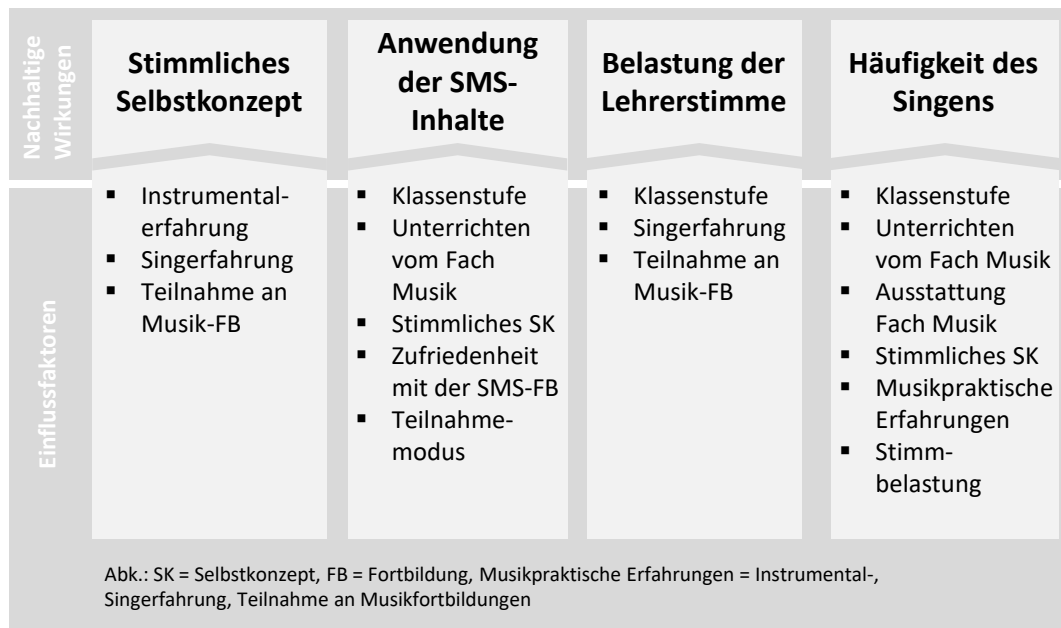 Nachhaltige
Wirkungen
Stimmliches
Selbstkonzept
Anwendung
der SMS-
Inhalte
Belastung der
Lehrerstimme
Häufigkeit des
Singens
Einflussfaktoren
▪ Instrumental-
erfahrung
▪ Singerfahrung
▪ Teilnahme an
Musik-FB
▪ Klassenstufe
▪ Unterrichten
vom Fach
Musik
▪ Stimmliches SK
▪ Zufriedenheit
mit der SMS-FB
▪ Teilnahme-
modus
▪ Klassenstufe
▪ Singerfahrung
▪ Teilnahme an
Musik-FB
▪ Klassenstufe
▪ Unterrichten
vom Fach Musik
▪ Ausstattung
Fach Musik
▪ Stimmliches SK
▪ Musikpraktische
Erfahrungen
▪ Stimm-
belastung
Abk.: SK = Selbstkonzept, FB = Fortbildung, Musikpraktische Erfahrungen = Instrumental-,
Singerfahrung, Teilnahme an Musikfortbildungen